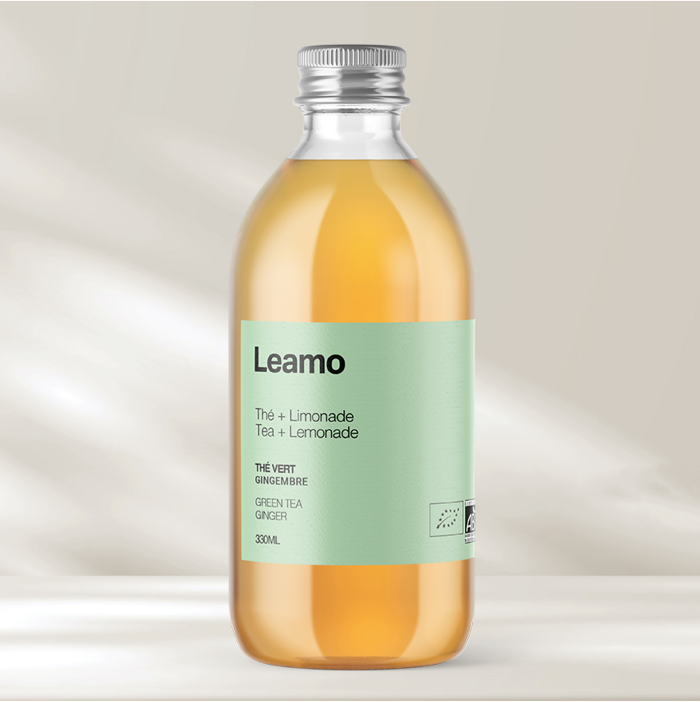 Leamo
Thé + Limonade
Tea + Lemonade
THÉ VERT
GINGEMBRE
GREEN TEA
GINGER
330ML